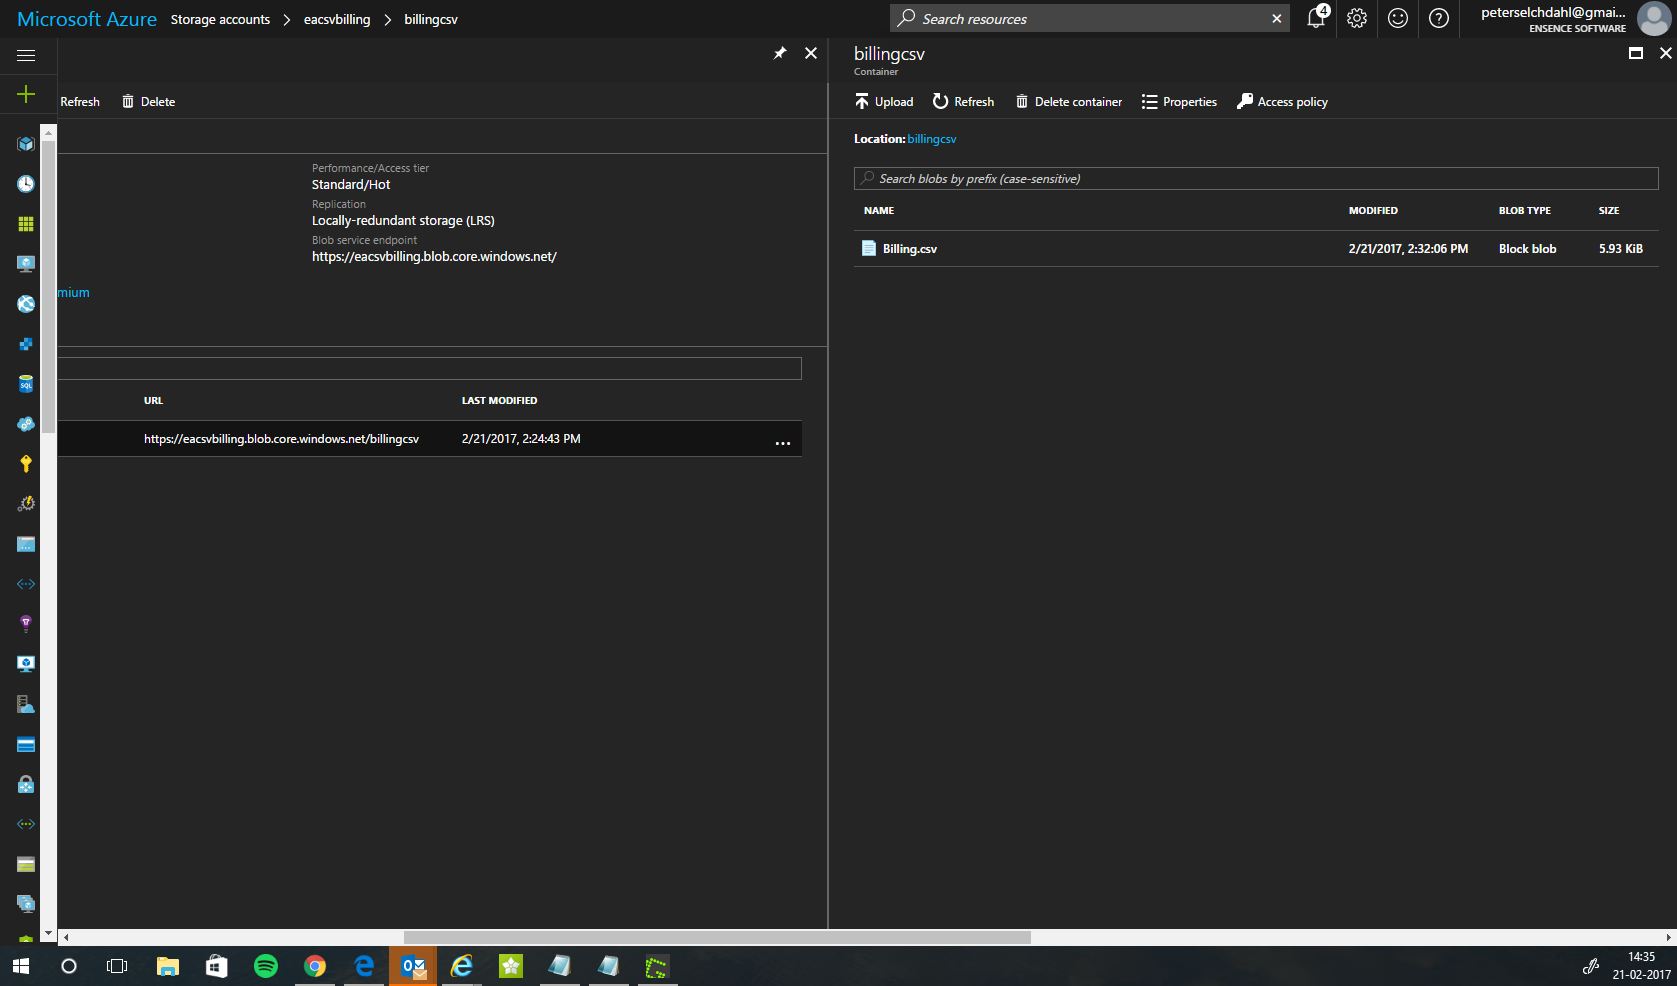 Microsoft Azure Storage accounts > eacsvbilling > billingcsv
Search resources
4
peterselchdahl@gmai...
ENSENCE SOFTWARE
Refresh Delete
Performance/Access tier
Standard/Hot
Replication
Locally-redundant storage (LRS)
Blob service endpoint
https://eacsvbilling.blob.core.windows.net/
mium
URL LAST MODIFIED
https://eacsvbilling.blob.core.windows.net/billingcsv 2/21/2017, 2:24:43 PM ...
billingcsv
Container
Upload Refresh Delete container Properties Access policy
Location: billingcsv
Search blobs by prefix (case-sensitive)
NAME MODIFIED BLOB TYPE SIZE
Billing.csv 2/21/2017, 2:32:06 PM Block blob 5.93 KiB
SQL
14:35
21-02-2017